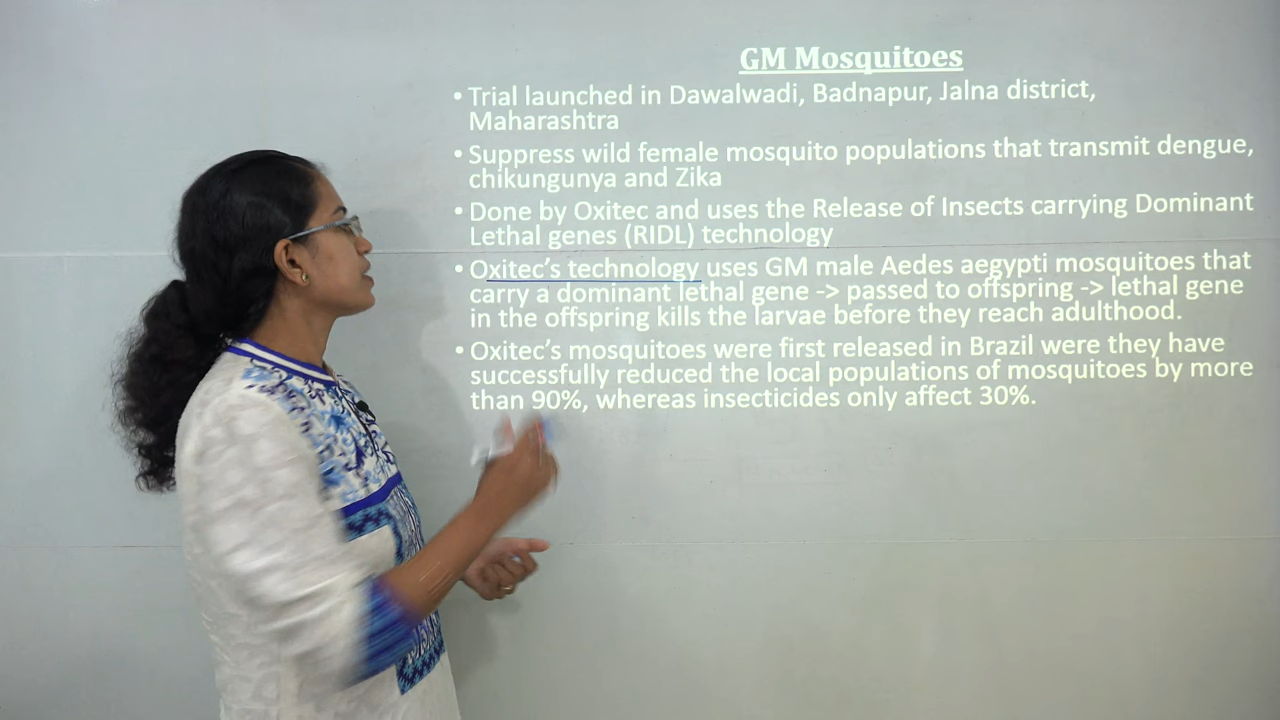 GM Mosquitoes
• Trial launched in Dawalwadi, Badnapur, Jalna district,
Maharashtra
• Suppress wild female mosquito populations that transmit dengue,
chikungunya and Zika
• Done by Oxitec and uses the Release of Insects carrying Dominant
Lethal genes (RIDL) technology
• Oxitec's technology uses GM male Aedes aegypti mosquitoes that
carry a dominant lethal gene -> passed to offspring -> lethal gene
in the offspring kills the larvae before they reach adulthood.
• Oxitec's mosquitoes were first released in Brazil were they have
successfully reduced the local populations of mosquitoes by more
than 90%, whereas insecticides only affect 30%.